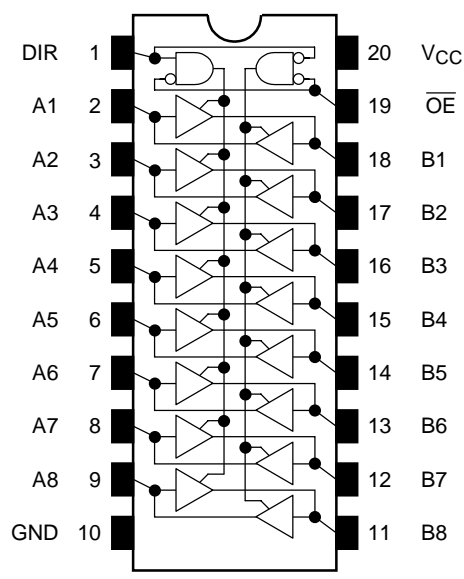 DIR 1 20 VCC
A1 2 19 OE
A2 3 18 B1
A3 4 17 B2
A4 5 16 B3
A5 6 15 B4
A6 7 14 B5
A7 8 13 B6
A8 9 12 B7
GND 10 11 B8